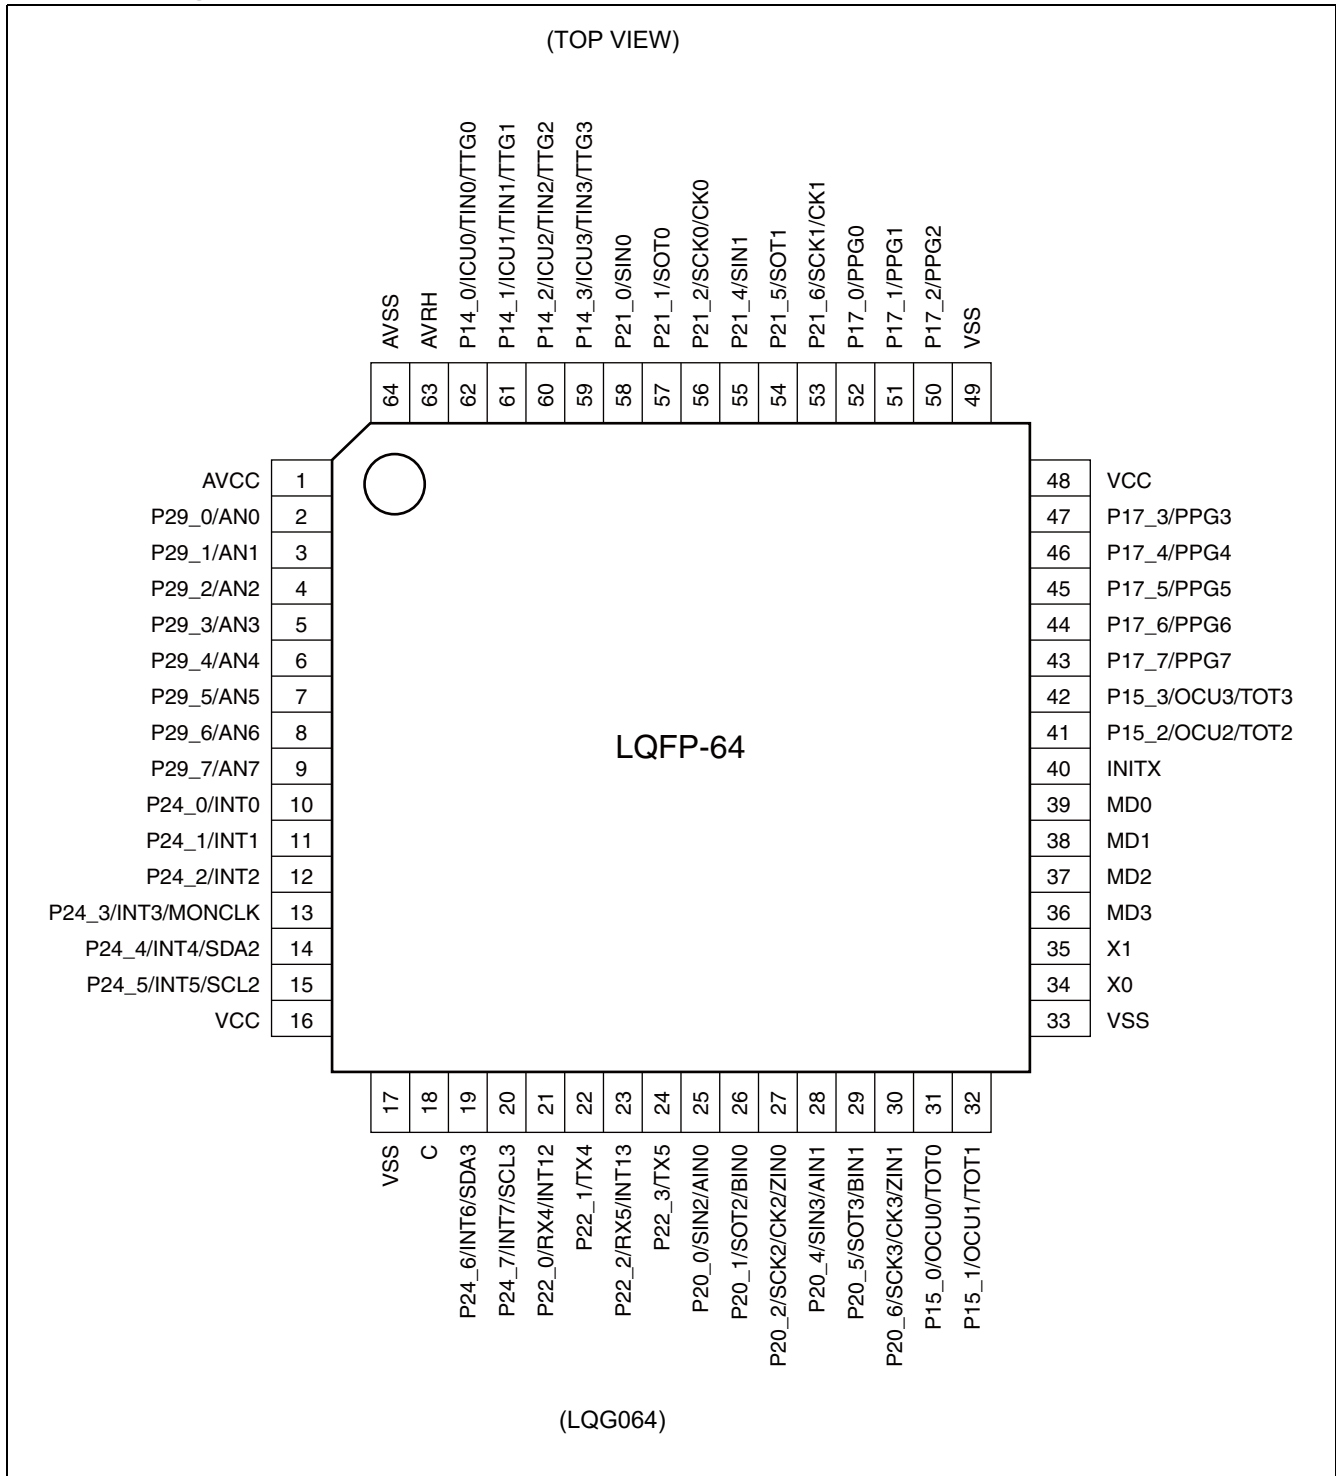 (TOP VIEW)
AVSS
AVRH
P14_0/ICU0/TIN0/TTG0
P14_1/ICU1/TIN1/TTG1
P14_2/ICU2/TIN2/TTG2
P14_3/ICU3/TIN3/TTG3
P21_0/SIN0
P21_1/SOT0
P21_2/SCK0/CK0
P21_4/SIN1
P21_5/SOT1
P21_6/SCK1/CK1
P17_0/PPG0
P17_1/PPG1
P17_2/PPG2
VSS
64
63
62
61
60
59
58
57
56
55
54
53
52
51
50
49
AVCC 1
P29_0/AN0 2
P29_1/AN1 3
P29_2/AN2 4
P29_3/AN3 5
P29_4/AN4 6
P29_5/AN5 7
P29_6/AN6 8
P29_7/AN7 9
P24_0/INT0 10
P24_1/INT1 11
P24_2/INT2 12
P24_3/INT3/MONCLK 13
P24_4/INT4/SDA2 14
P24_5/INT5/SCL2 15
VCC 16
LQFP-64
48 VCC
47 P17_3/PPG3
46 P17_4/PPG4
45 P17_5/PPG5
44 P17_6/PPG6
43 P17_7/PPG7
42 P15_3/OCU3/TOT3
41 P15_2/OCU2/TOT2
40 INITX
39 MD0
38 MD1
37 MD2
36 MD3
35 X1
34 X0
33 VSS
17
18
19
20
21
22
23
24
25
26
27
28
29
30
31
32
VSS
C
P24_6/INT6/SDA3
P24_7/INT7/SCL3
P22_0/RX4/INT12
P22_1/TX4
P22_2/RX5/INT13
P22_3/TX5
P20_0/SIN2/AIN0
P20_1/SOT2/BIN0
P20_2/SCK2/CK2/ZIN0
P20_4/SIN3/AIN1
P20_5/SOT3/BIN1
P20_6/SCK3/CK3/ZIN1
P15_0/OCU0/TOT0
P15_1/OCU1/TOT1
(LQG064)